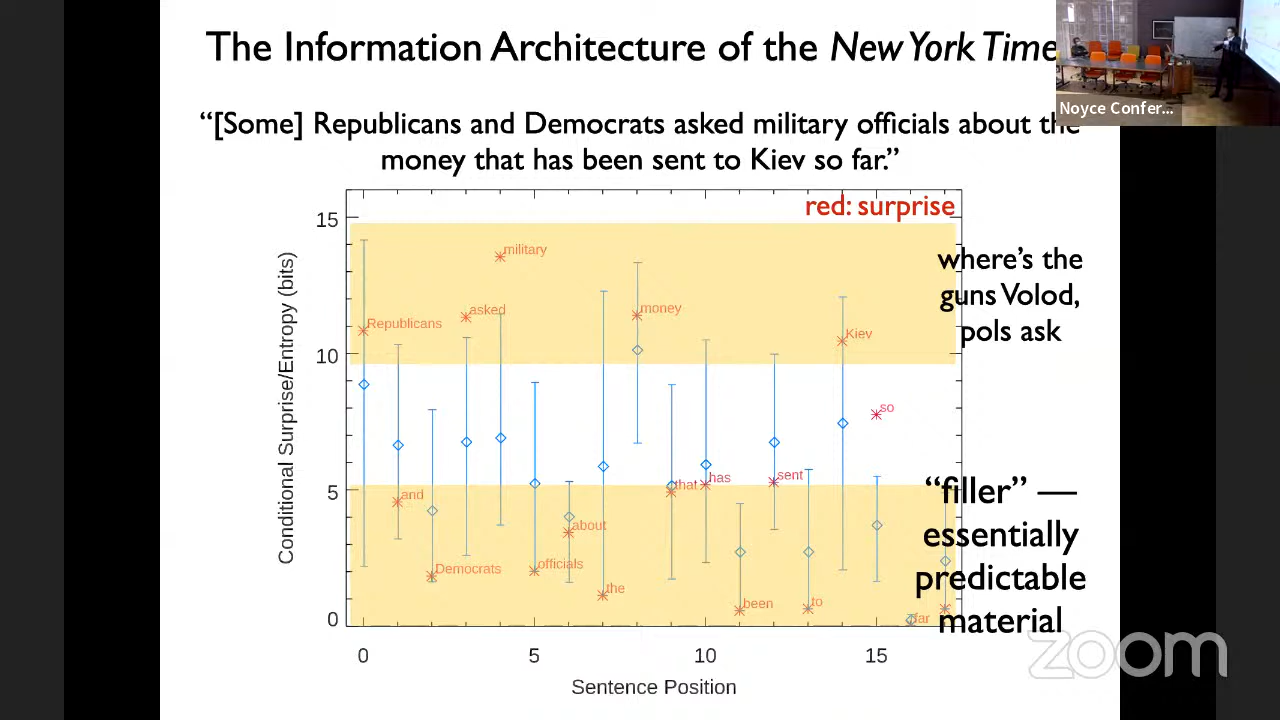 The Information Architecture of the New York Time
Noyce Confer...
“[Some] Republicans and Democrats asked military officials about the
money that has been sent to Kiev so far.”
red: surprise
15
10
5
0
Conditional Surprise/Entropy (bits)
military
asked
money
Republicans
Kiev
so
has
sent
that
and
about
officials
Democrats
the
been
to
far
where’s the
guns Volod,
pols ask
“filler” —
essentially
predictable
material
0
5
10
15
Sentence Position
zoom